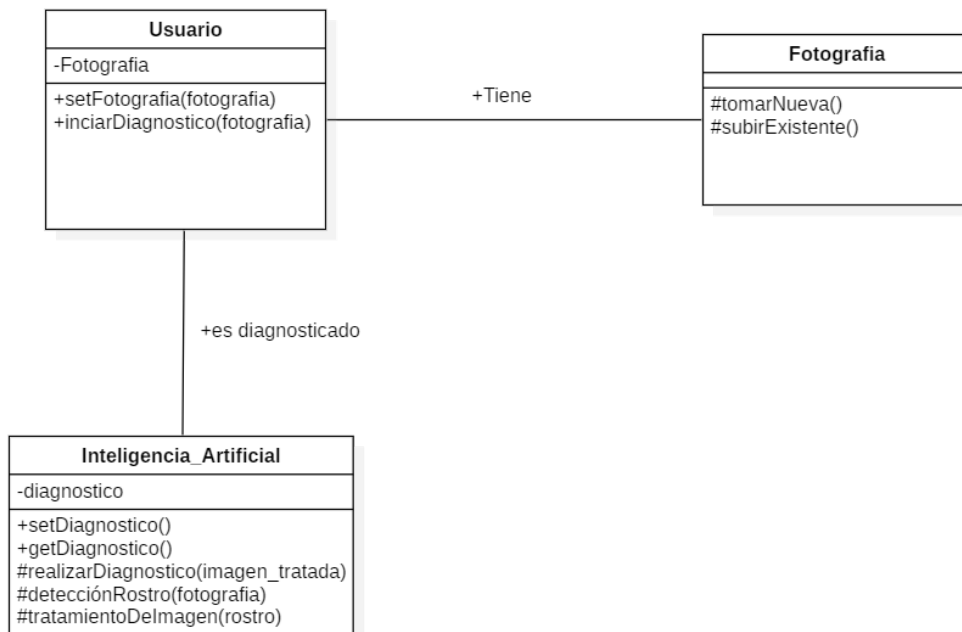 Usuario
-Fotografia
+setFotografia(fotografia)
+inciarDiagnostico(fotografia)
+Tiene
Fotografia
#tomarNueva()
#subirExistente()
+es diagnosticado
Inteligencia_Artificial
-diagnostico
+setDiagnostico()
+getDiagnostico()
#realizarDiagnostico(imagen_tratada)
#detecciónRostro(fotografia)
#tratamientoDeImagen(rostro)